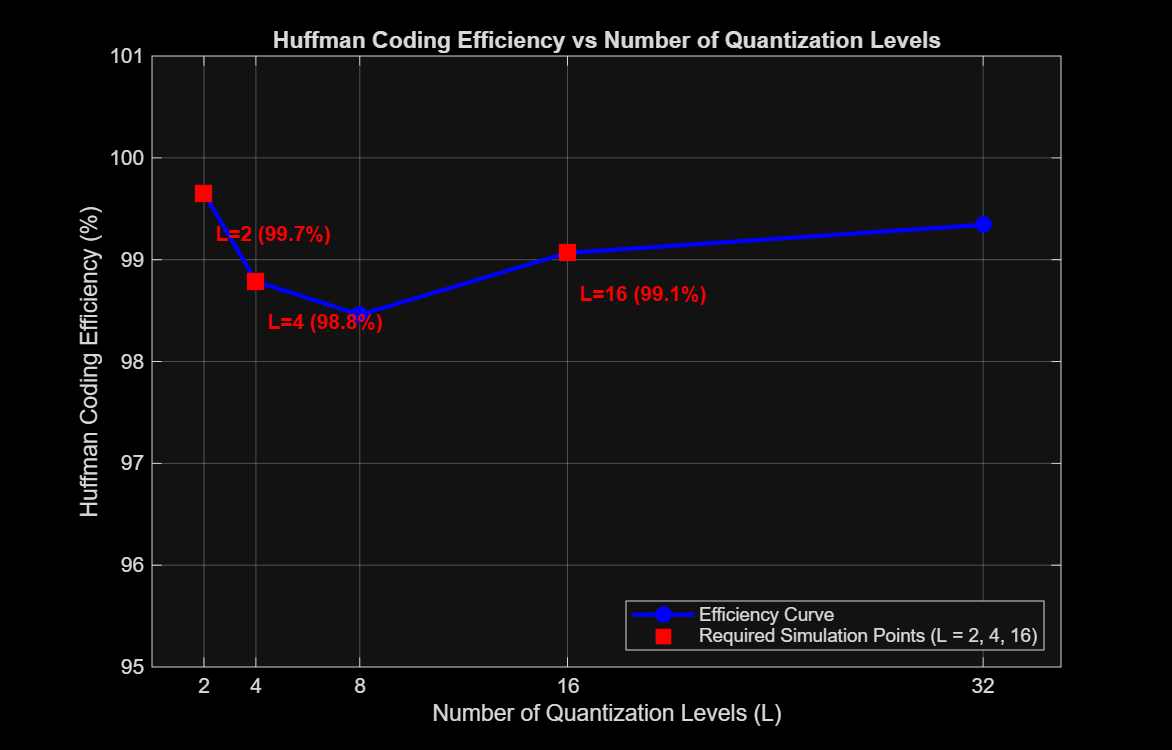 Huffman Coding Efficiency vs Number of Quantization Levels
101
100
99
98
97
96
95
Huffman Coding Efficiency (%)
L=2 (99.7%)
L=4 (98.8%)
L=16 (99.1%)
Efficiency Curve
Required Simulation Points (L = 2, 4, 16)
2 4 8 16 32
Number of Quantization Levels (L)